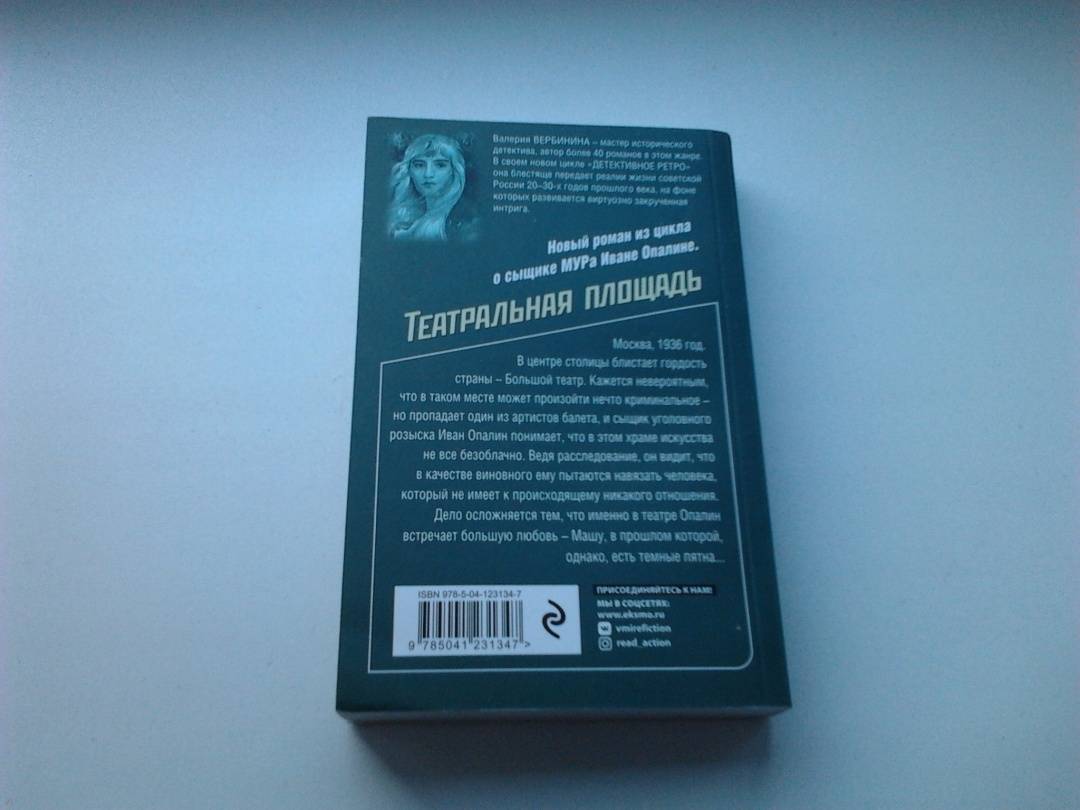 Валерия ВЕРБИНИНА – мастер исторического
детектива, автор более 40 романов в этом жанре.
В своем новом цикле «ДЕТЕКТИВНОЕ РЕТРО»
она блестяще передает реалии жизни советской
России 20–30-х годов прошлого века, на фоне
которых развивается виртуозно закрученная
интрига.
Новый роман из цикла
о сыщике МУРа Иване Опалине.
ТЕАТРАЛЬНАЯ ПЛОЩАДЬ
Москва, 1936 год.
В центре столицы блистает гордость
страны – Большой театр. Кажется невероятным,
что в таком месте может произойти нечто криминальное –
но пропадает один из артистов балета, и сыщик уголовного
розыска Иван Опалин понимает, что в этом храме искусства
не все безоблачно. Ведя расследование, он видит, что
в качестве виновного ему пытаются навязать человека,
который не имеет к происходящему никакого отношения.
Дело осложняется тем, что именно в театре Опалин
встречает большую любовь – Машу, в прошлом которой,
однако, есть темные пятна...
ISBN 978-5-04-123134-7
9 785041 231347 >
ПРИСОЕДИНЯЙТЕСЬ К НАМ!
МЫ В СОЦСЕТЯХ:
www.eksmo.ru
vmirefiction
read_action